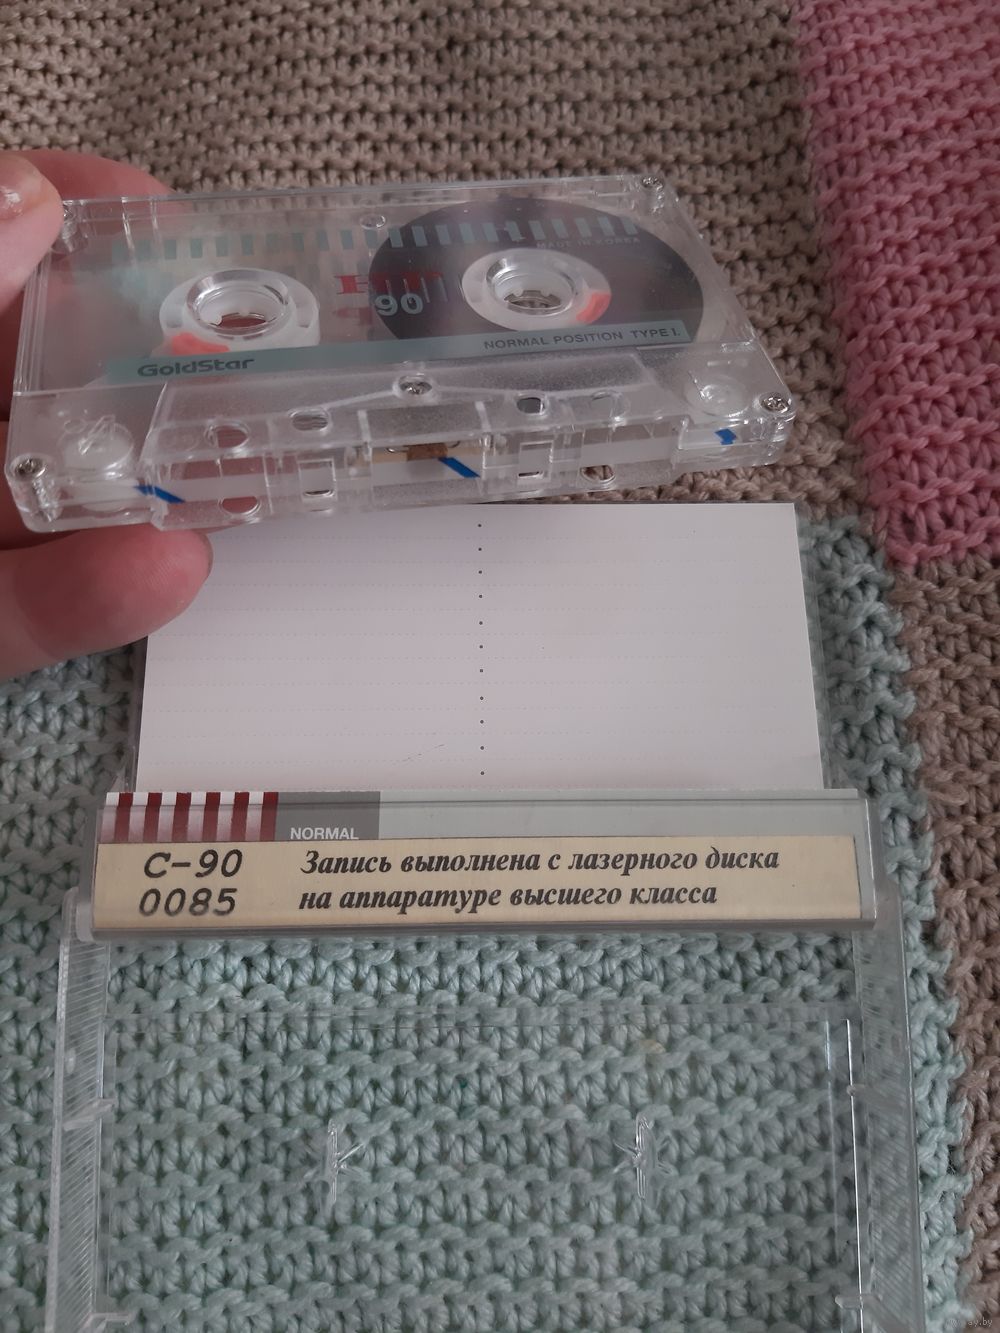 MADE IN KOREA
HP
90
NORMAL POSITION TYPE I.
GoldStar
NORMAL
C-90
0085
Запись выполнена с лазерного диска
на аппаратуре высшего класса